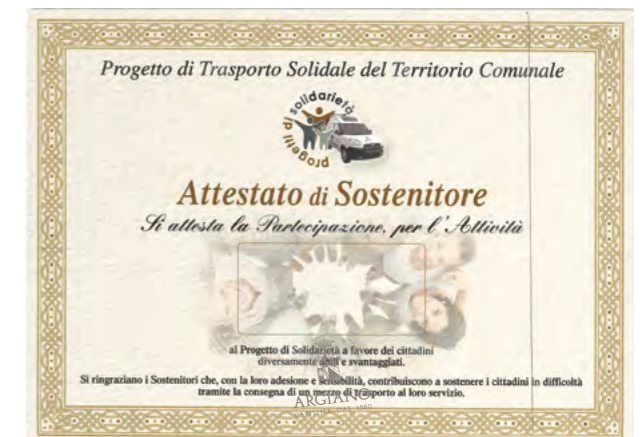 Progetto di Trasporto Solidale del Territorio Comunale
progetti di solidarietà
Attestato di Sostenitore
Si attesta la Partecipazione, per l'Attività
al Progetto di Solidarietà a favore dei cittadini
diversamente abili e svantaggiati.
Si ringraziano i Sostenitori che, con la loro adesione e sensibilità, contribuiscono a sostenere i cittadini in difficoltà
tramite la consegna di un mezzo di trasporto al loro servizio.
ARGIANO